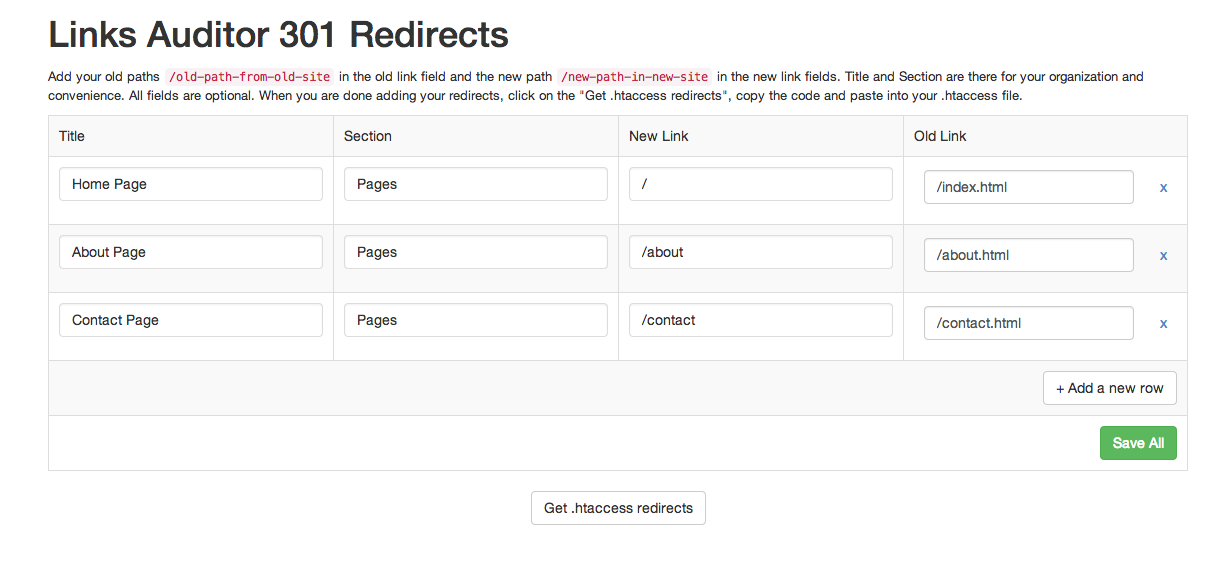 Links Auditor 301 Redirects
Add your old paths /old-path-from-old-site in the old link field and the new path /new-path-in-new-site in the new link fields. Title and Section are there for your organization and
convenience. All fields are optional. When you are done adding your redirects, click on the "Get .htaccess redirects", copy the code and paste into your .htaccess file.
Title Section New Link Old Link
Home Page Pages / /index.html x
About Page Pages /about /about.html x
Contact Page Pages /contact /contact.html x
+ Add a new row
Save All
Get .htaccess redirects